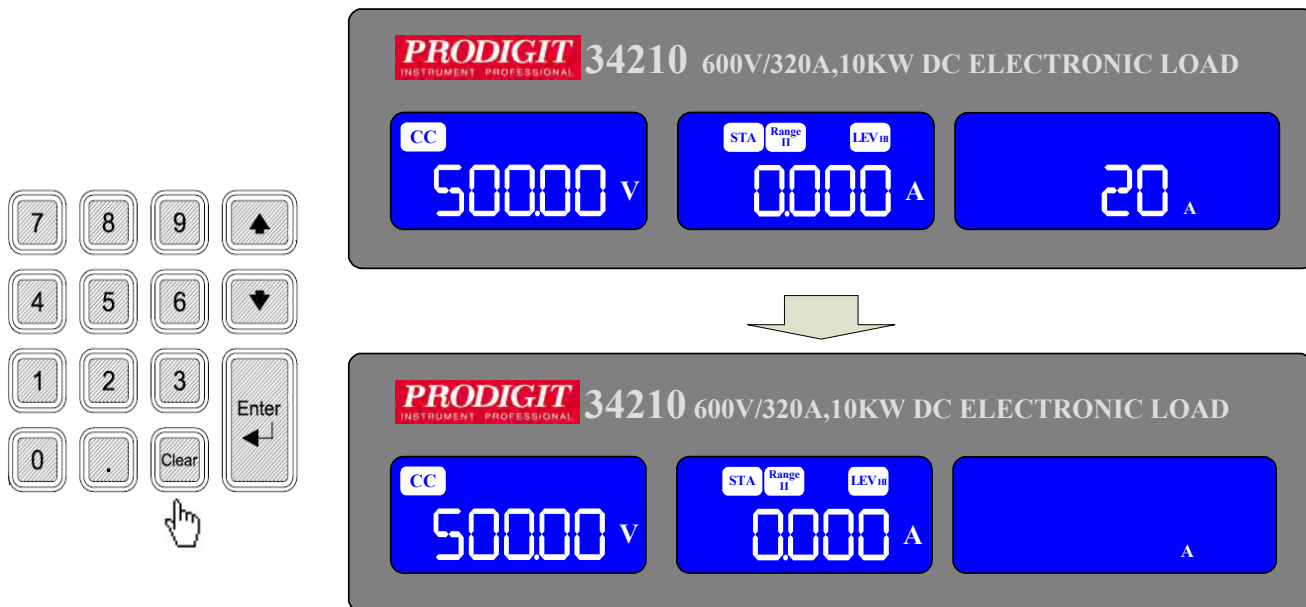 PRODIGIT
INSTRUMENT PROFESSIONAL
34210 600V/320A,10KW DC ELECTRONIC LOAD
CC
STA Range II LEV HI
500.00 V
0.000 A
20 A
7 8 9
4 5 6
1 2 3
Enter
0 . Clear
PRODIGIT
INSTRUMENT PROFESSIONAL
34210 600V/320A,10KW DC ELECTRONIC LOAD
CC
STA Range II LEV HI
500.00 V
0.000 A
A